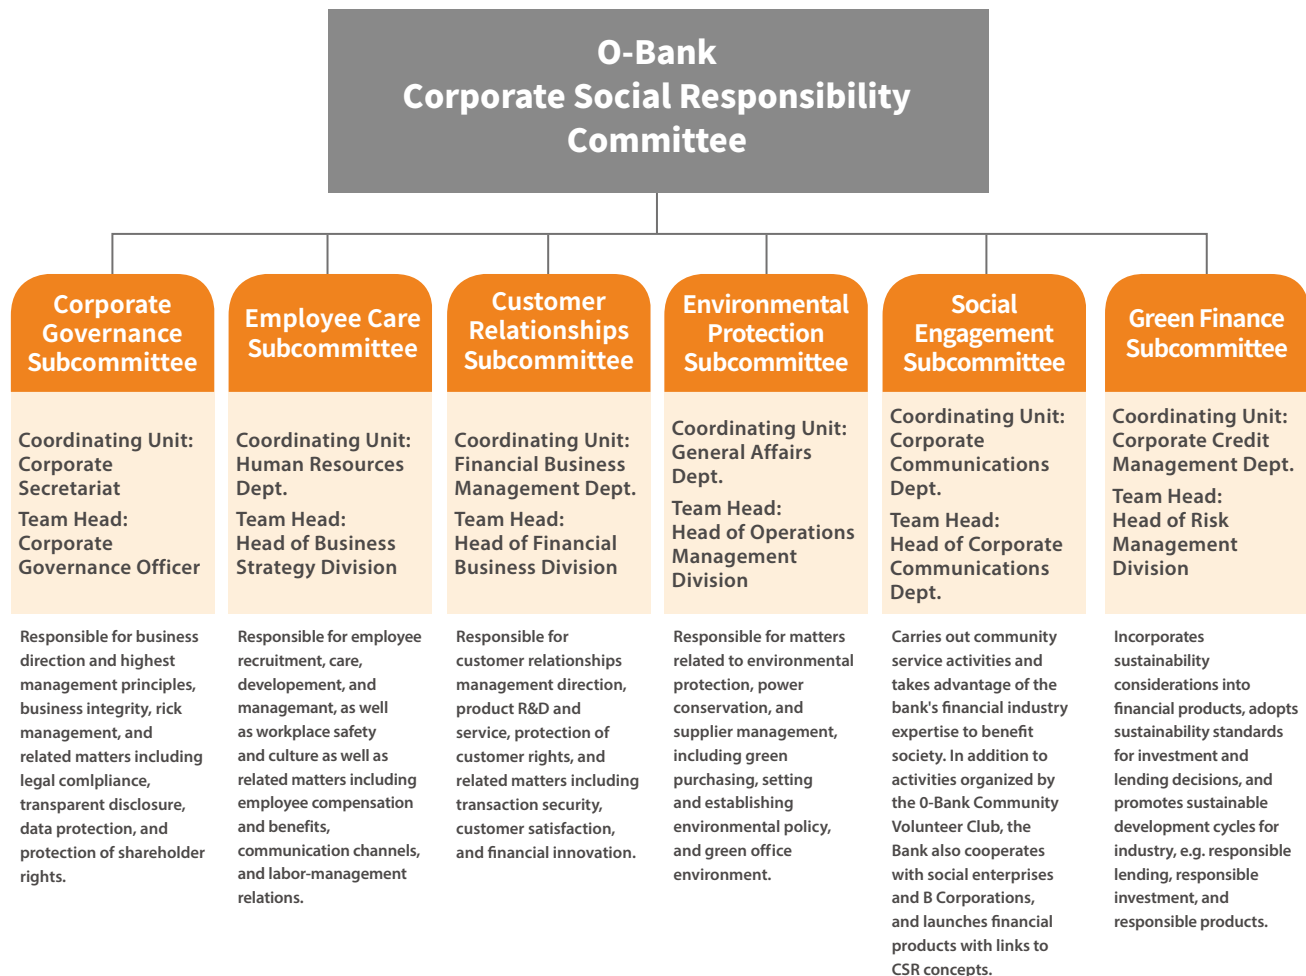 O-Bank
Corporate Social Responsibility
Committee
Corporate
Governance
Subcommittee
Coordinating Unit:
Corporate
Secretariat
Team Head:
Corporate
Governance Officer
Responsible for business
direction and highest
management principles,
business integrity, rick
management, and
related matters including
legal comlpliance,
transparent disclosure,
data protection, and
protection of shareholder
rights.
Employee Care
Subcommittee
Coordinating Unit:
Human Resources
Dept.
Team Head:
Head of Business
Strategy Division
Responsible for employee
recruitment, care,
developement, and
managemant, as well
as workplace safety
and culture as well as
related matters including
employee compensation
and benefits,
communication channels,
and labor-management
relations.
Customer
Relationships
Subcommittee
Coordinating Unit:
Financial Business
Management Dept.
Team Head:
Head of Financial
Business Division
Responsible for
customer relationships
management direction,
product R&D and
service, protection of
customer rights, and
related matters including
transaction security,
customer satisfaction,
and financial innovation.
Environmental
Protection
Subcommittee
Coordinating Unit:
General Affairs
Dept.
Team Head:
Head of Operations
Management
Division
Responsible for matters
related to environmental
protection, power
conservation, and
supplier management,
including green
purchasing, setting
and establishing
environmental policy,
and green office
environment.
Social
Engagement
Subcommittee
Coordinating Unit:
Corporate
Communications
Dept.
Team Head:
Head of Corporate
Communications
Dept.
Carries out community
service activities and
takes advantage of the
bank's financial industry
expertise to benefit
society. In addition to
activities organized by
the 0-Bank Community
Volunteer Club, the
Bank also cooperates
with social enterprises
and B Corporations,
and launches financial
products with links to
CSR concepts.
Green Finance
Subcommittee
Coordinating Unit:
Corporate Credit
Management Dept.
Team Head:
Head of Risk
Management
Division
Incorporates
sustainability
considerations into
financial products, adopts
sustainability standards
for investment and
lending decisions, and
promotes sustainable
development cycles for
industry, e.g. responsible
lending, responsible
investment, and
responsible products.